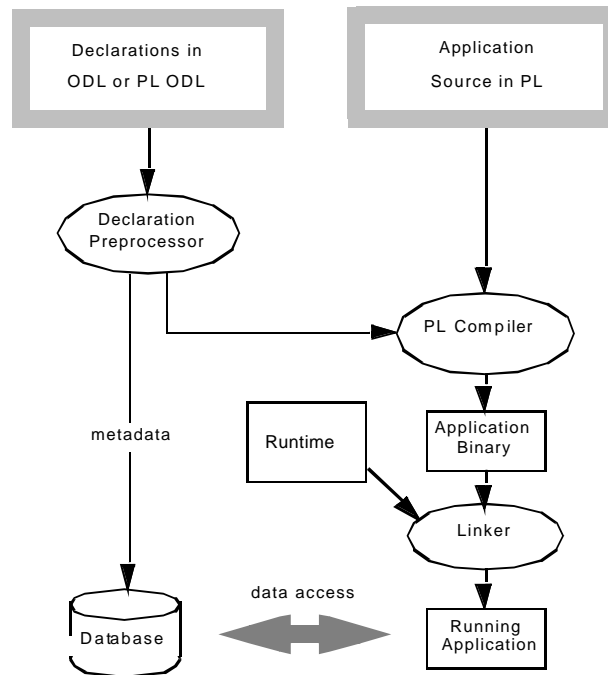 Declarations in
ODL or PL ODL
Application
Source in PL
Declaration
Preprocessor
PL Compiler
metadata
Runtime
Application
Binary
Linker
data access
Database
Running
Application